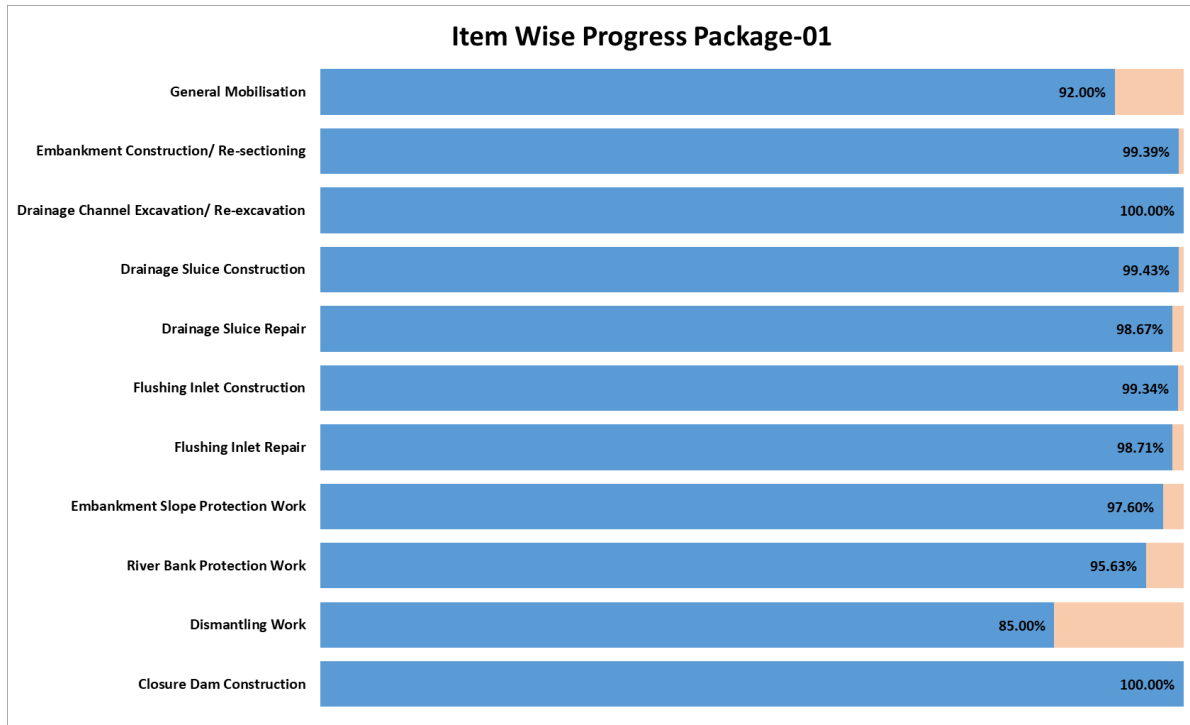 Item Wise Progress Package-01
General Mobilisation 92.00%
Embankment Construction/ Re-sectioning 99.39%
Drainage Channel Excavation/ Re-excavation 100.00%
Drainage Sluice Construction 99.43%
Drainage Sluice Repair 98.67%
Flushing Inlet Construction 99.34%
Flushing Inlet Repair 98.71%
Embankment Slope Protection Work 97.60%
River Bank Protection Work 95.63%
Dismantling Work 85.00%
Closure Dam Construction 100.00%